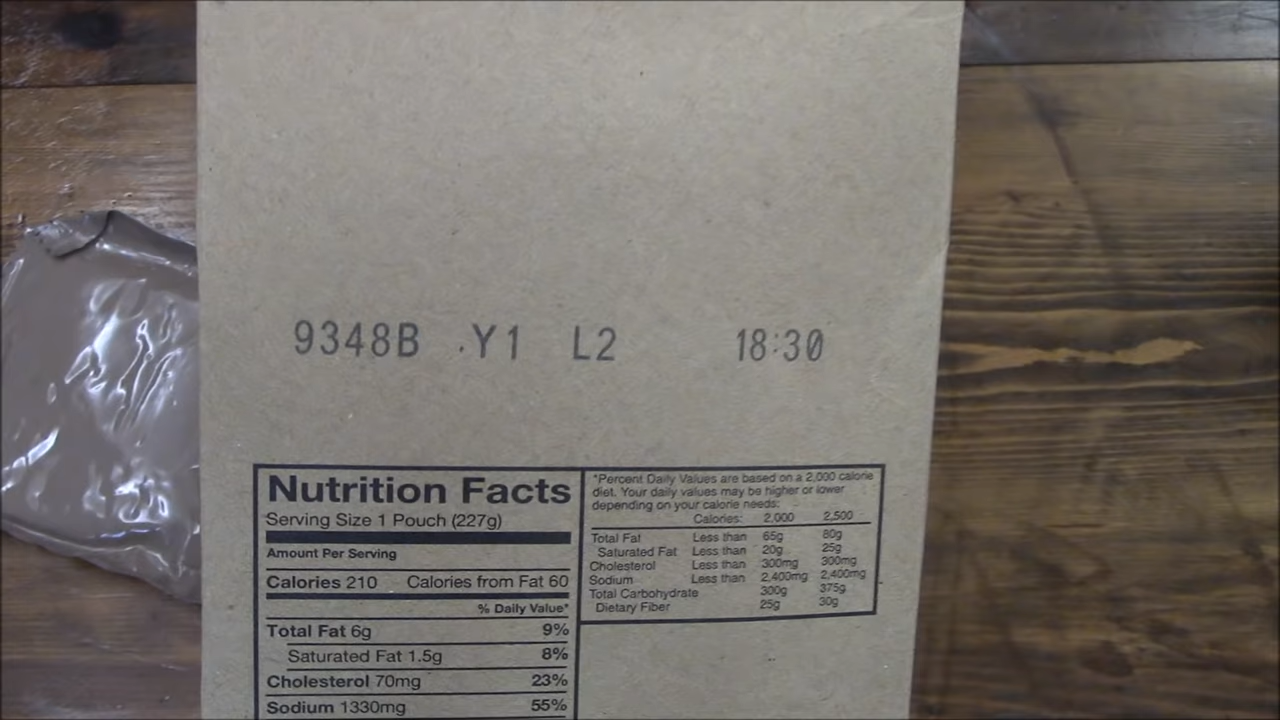 9348B Y1 L2 18:30
Nutrition Facts
Serving Size 1 Pouch (227g)
Amount Per Serving
Calories 210 Calories from Fat 60
% Daily Value*
Total Fat 6g 9%
Saturated Fat 1.5g 8%
Cholesterol 70mg 23%
Sodium 1330mg 55%
*Percent Daily Values are based on a 2,000 calorie
diet. Your daily values may be higher or lower
depending on your calorie needs:
Calories: 2,000 2,500
Total Fat Less than 65g 80g
Saturated Fat Less than 20g 25g
Cholesterol Less than 300mg 300mg
Sodium Less than 2,400mg 2,400mg
Total Carbohydrate 300g 375g
Dietary Fiber 25g 30g